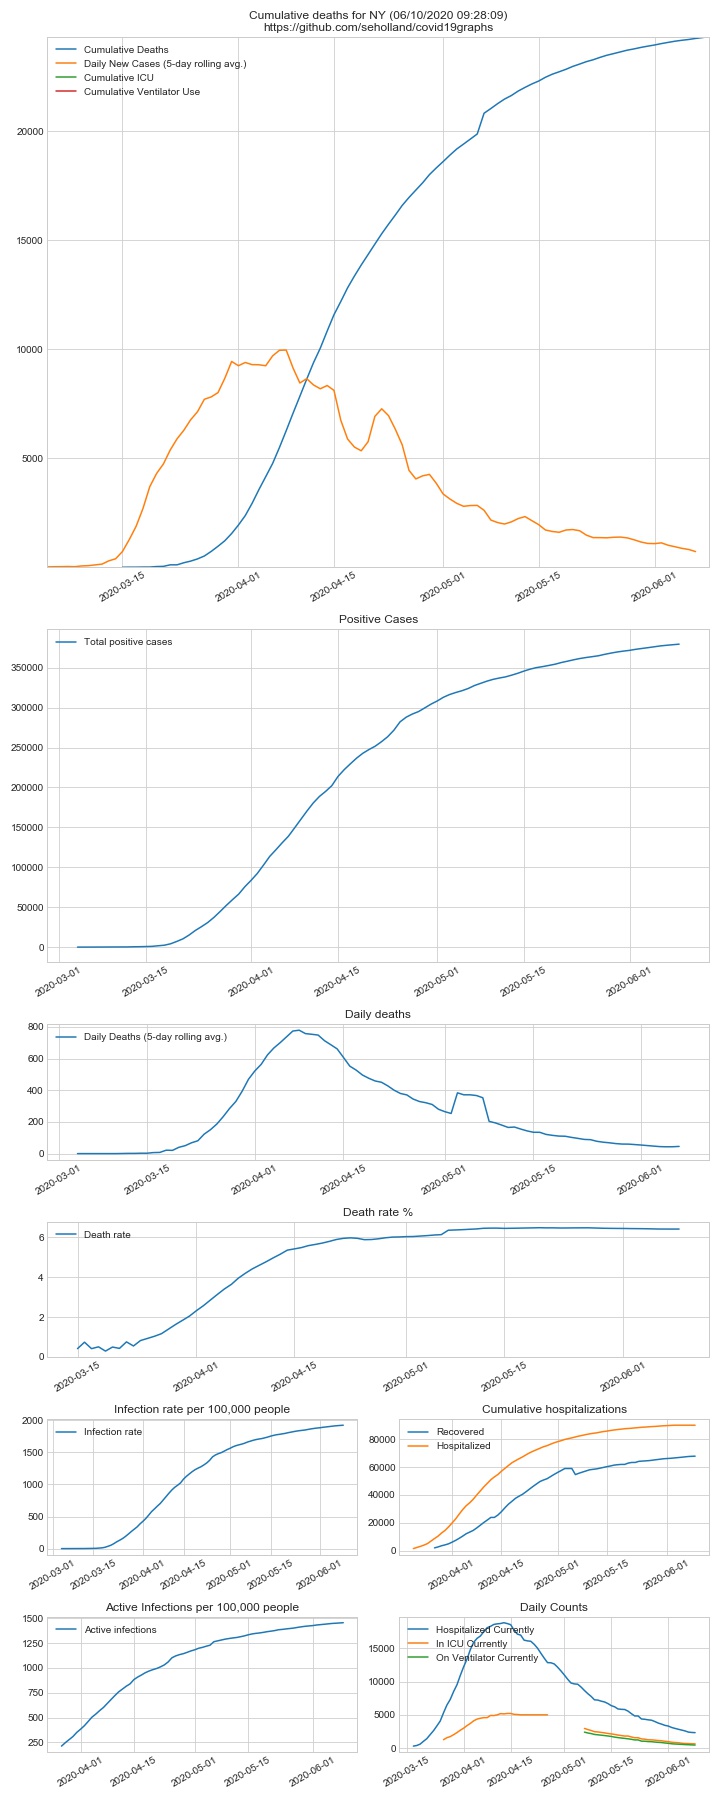 Cumulative deaths for NY (06/10/2020 09:28:09)
https://github.com/seholland/covid19graphs
Cumulative Deaths
Daily New Cases (5-day rolling avg.)
Cumulative ICU
Cumulative Ventilator Use
20000
15000
10000
5000
2020-03-15 2020-04-01 2020-04-15 2020-05-01 2020-05-15 2020-06-01
Positive Cases
Total positive cases
350000
300000
250000
200000
150000
100000
50000
0
2020-03-01 2020-03-15 2020-04-01 2020-04-15 2020-05-01 2020-05-15 2020-06-01
Daily deaths
Daily Deaths (5-day rolling avg.)
800
600
400
200
0
2020-03-01 2020-03-15 2020-04-01 2020-04-15 2020-05-01 2020-05-15 2020-06-01
Death rate %
Death rate
6
4
2
0
2020-03-15 2020-04-01 2020-04-15 2020-05-01 2020-05-15 2020-06-01
Infection rate per 100,000 people
Infection rate
2000
1500
1000
500
0
2020-03-01 2020-03-15 2020-04-01 2020-04-15 2020-05-01 2020-05-15 2020-06-01
Cumulative hospitalizations
Recovered
Hospitalized
80000
60000
40000
20000
0
2020-04-01 2020-04-15 2020-05-01 2020-05-15 2020-06-01
Active Infections per 100,000 people
Active infections
1500
1250
1000
750
500
250
2020-04-01 2020-04-15 2020-05-01 2020-05-15 2020-06-01
Daily Counts
Hospitalized Currently
In ICU Currently
On Ventilator Currently
15000
10000
5000
0
2020-03-15 2020-04-01 2020-04-15 2020-05-01 2020-05-15 2020-06-01